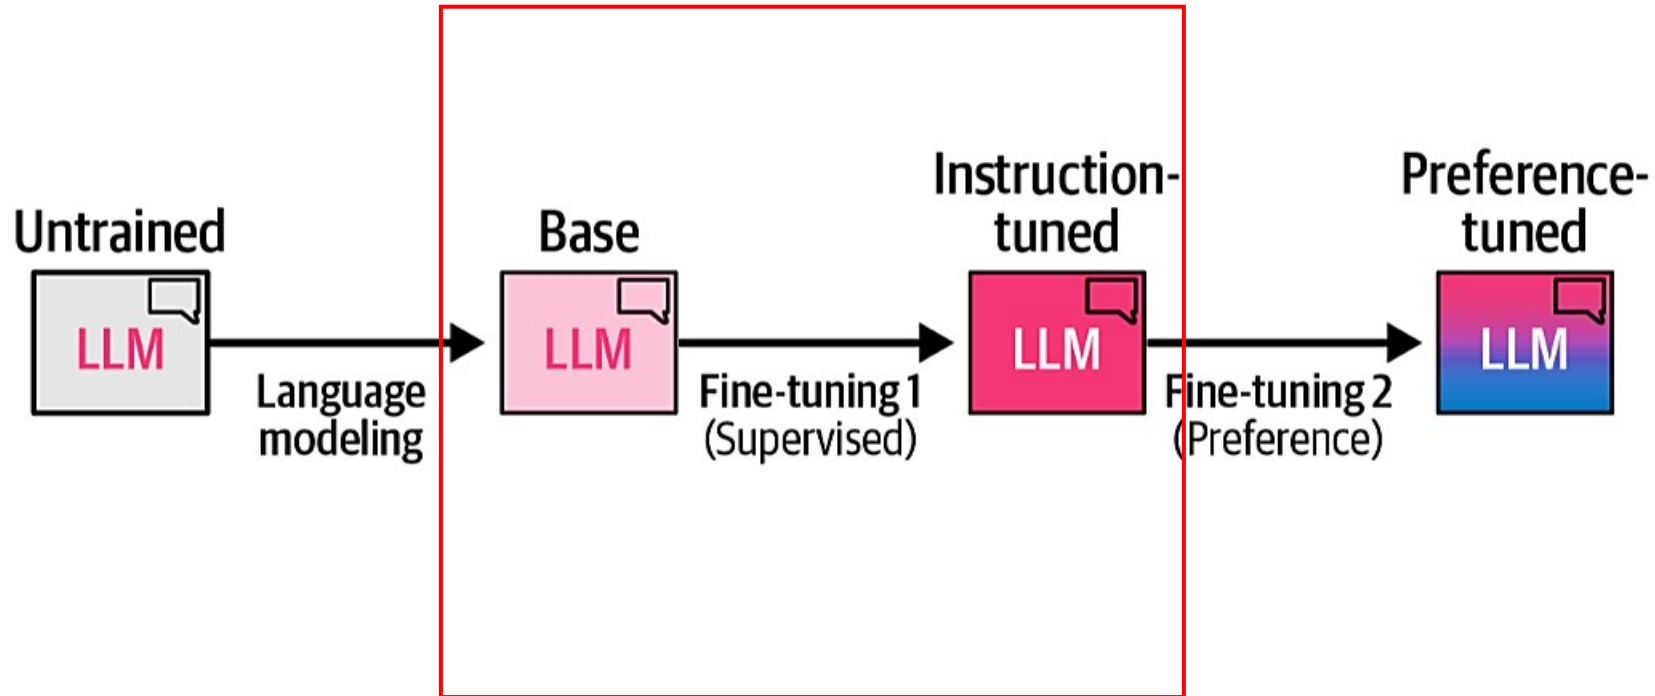 Untrained
LLM
Language
modeling
Base
LLM
Fine-tuning 1
(Supervised)
Instruction-
tuned
LLM
Fine-tuning 2
(Preference)
Preference-
tuned
LLM